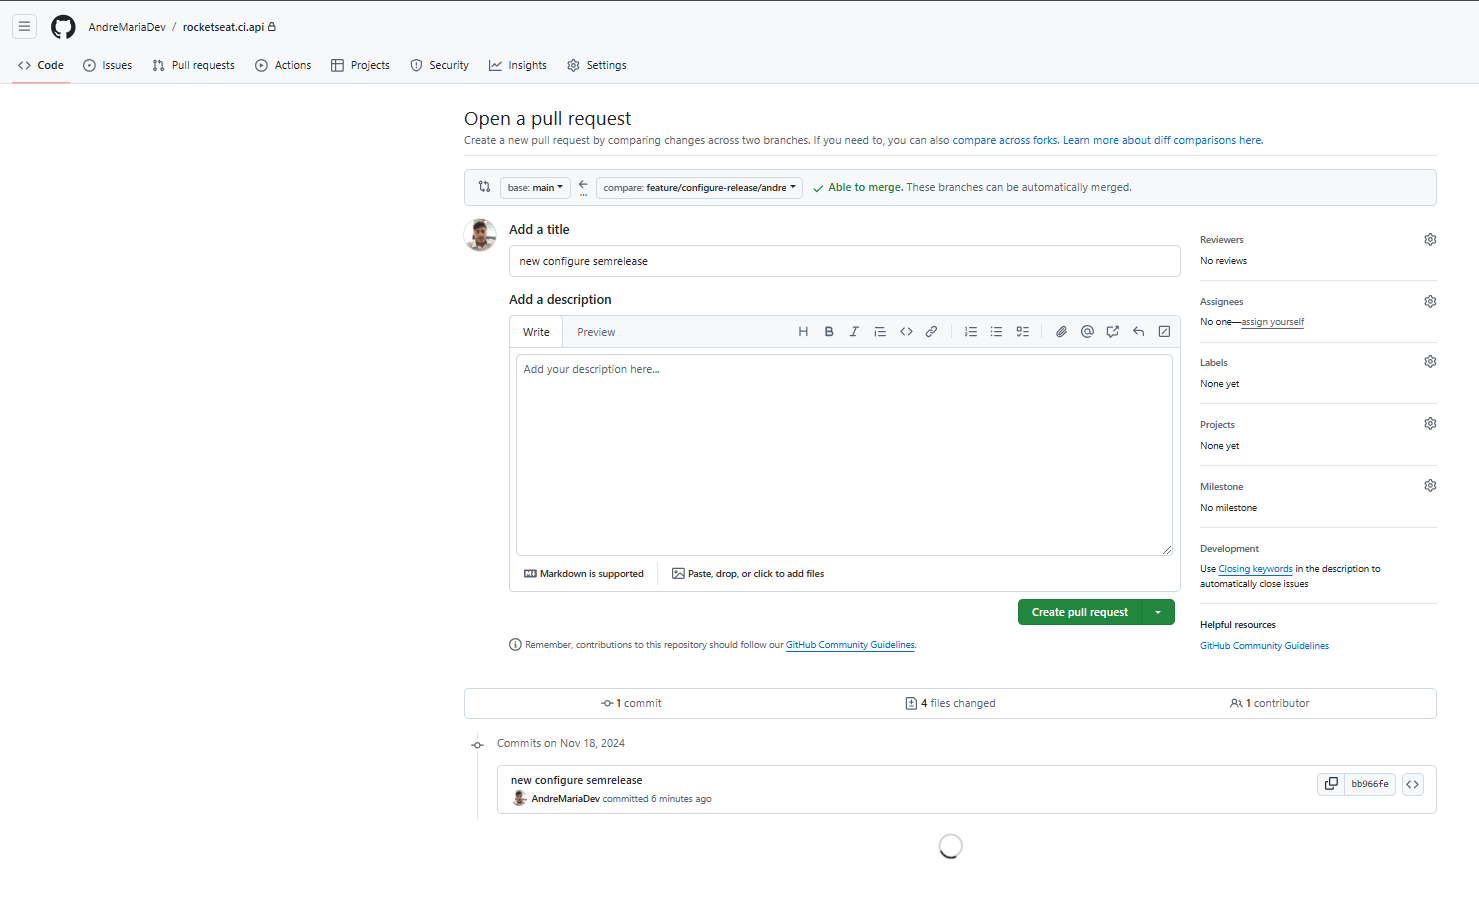 AndreMariaDev / rocketseat.ci.api
Code Issues Pull requests Actions Projects Security Insights Settings
Open a pull request
Create a new pull request by comparing changes across two branches. If you need to, you can also compare across forks. Learn more about diff comparisons here.
base: main compare: feature/configure-release/andre Able to merge. These branches can be automatically merged.
Add a title
new configure semrelease
Add a description
Write Preview
Add your description here...
Markdown is supported Paste, drop, or click to add files
Create pull request
Remember, contributions to this repository should follow our GitHub Community Guidelines.
Reviewers
No reviews
Assignees
No one—assign yourself
Labels
None yet
Projects
None yet
Milestone
No milestone
Development
Use Closing keywords in the description to
automatically close issues
Helpful resources
GitHub Community Guidelines
1 commit 4 files changed 1 contributor
Commits on Nov 18, 2024
new configure semrelease
AndreMariaDev committed 6 minutes ago
bb966fe